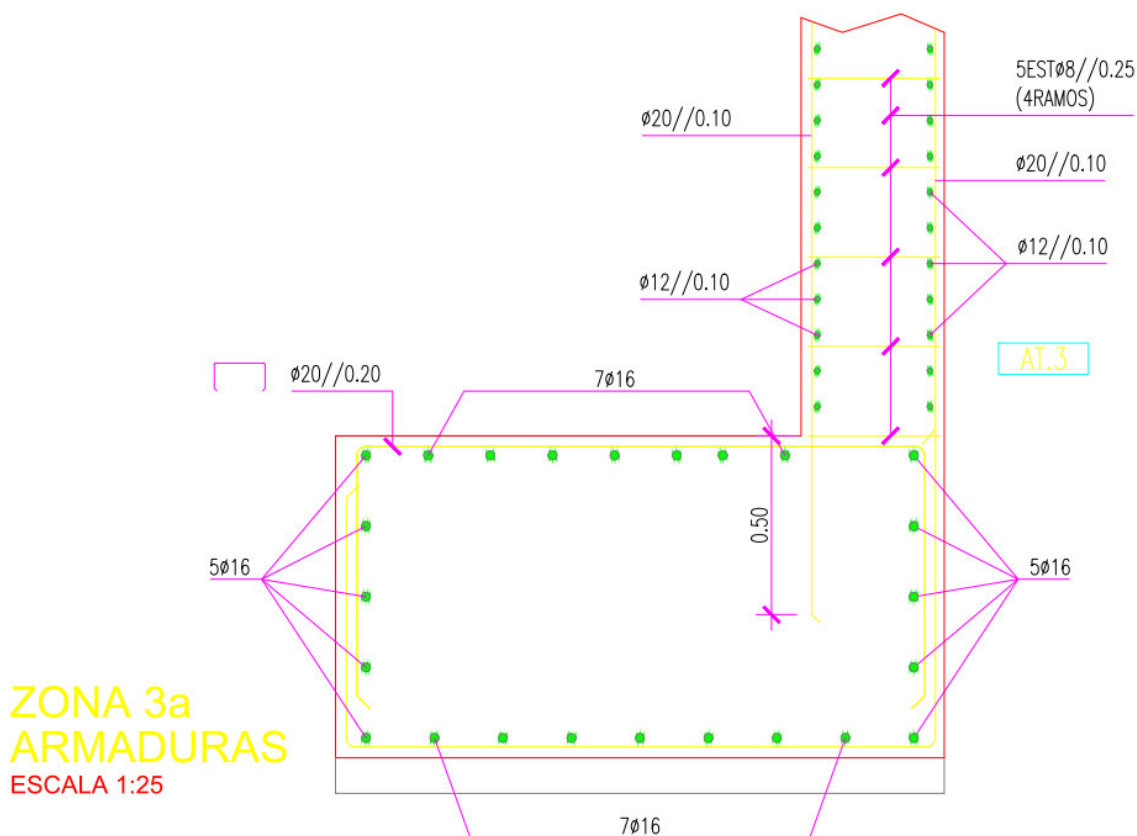 5ESTø8//0.25
(4RAMOS)
ø20//0.10
ø20//0.10
ø12//0.10
ø12//0.10
AT.3
ø20//0.20
7ø16
0.50
5ø16
5ø16
ZONA 3a
ARMADURAS
ESCALA 1:25
7ø16